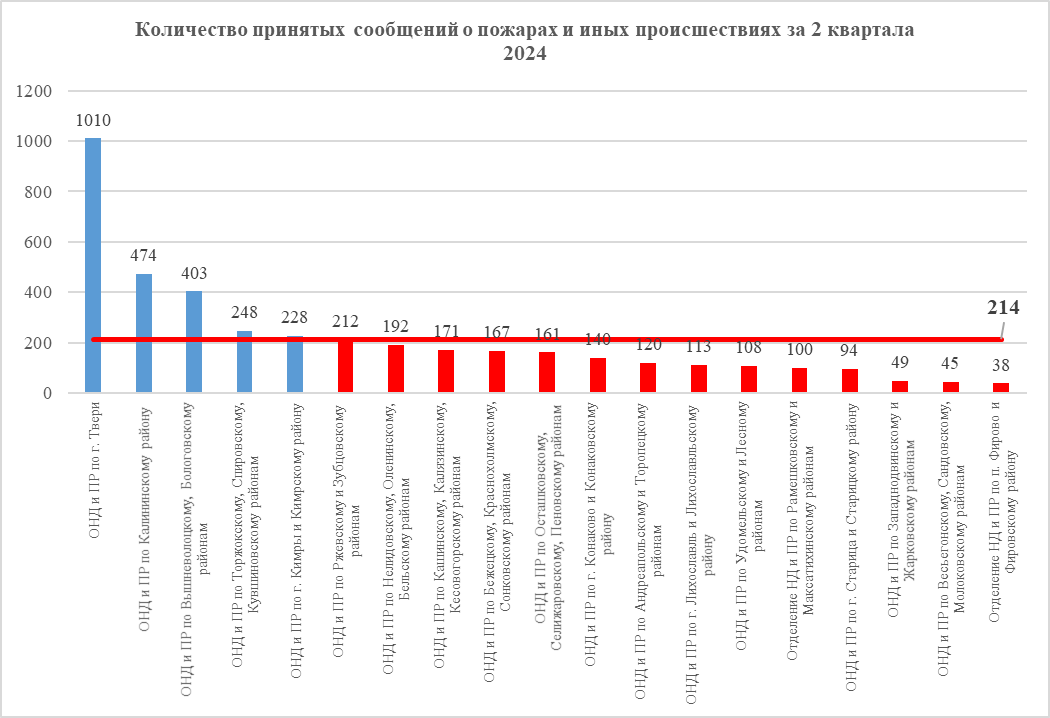 Количество принятых сообщений о пожарах и иных происшествиях за 2 квартала
2024
1200
1000
800
600
400
200
0
1010
474
403
248
228
212
192
171
167
161
140
120
113
108
100
94
49
45
38
214
ОНД и ПР по г. Твери
ОНД и ПР по Калининскому району
ОНД и ПР по Вышневолоцкому, Бологовскому
районам
ОНД и ПР по Торжокскому, Спировскому,
Кувшиновскому районам
ОНД и ПР по г. Кимры и Кимрскому району
ОНД и ПР по Ржевскому и Зубцовскому
районам
ОНД и ПР по Нелидовскому, Оленинскому,
Бельскому районам
ОНД и ПР по Кашинскому, Калязинскому,
Кесовогорскому районам
ОНД и ПР по Бежецкому, Краснохолмскому,
Сонковскому районам
ОНД и ПР по Осташковскому,
Селижаровскому, Пеновскому районам
ОНД и ПР по г. Конаково и Конаковскому
району
ОНД и ПР по Андреапольскому и Торопецкому
районам
ОНД и ПР по г. Лихославль и Лихославльскому
району
ОНД и ПР по Удомельскому и Лесному
районам
Отделение НД и ПР по Рамешковскому и
Максатихинскому районам
ОНД и ПР по г. Старица и Старицкому району
ОНД и ПР по Западнодвинскому и
Жарковскому районам
ОНД и ПР по Весьегонскому, Сандовскому,
Молоковскому районам
Отделение НД и ПР по п. Фирово и
Фировскому району